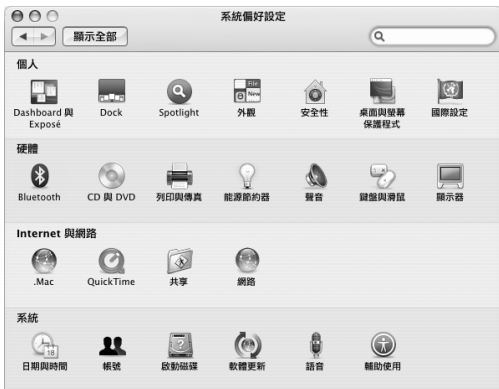 系統偏好設定
顯示全部
個人
Dashboard 與 Exposé
Dock
Spotlight
外觀
安全性
桌面與螢幕保護程式
國際設定
硬體
Bluetooth
CD 與 DVD
列印與傳真
能源節約器
聲音
鍵盤與滑鼠
顯示器
Internet 與網路
.Mac
QuickTime
共享
網路
系統
日期與時間
帳號
啟動磁碟
軟體更新
語音
輔助使用